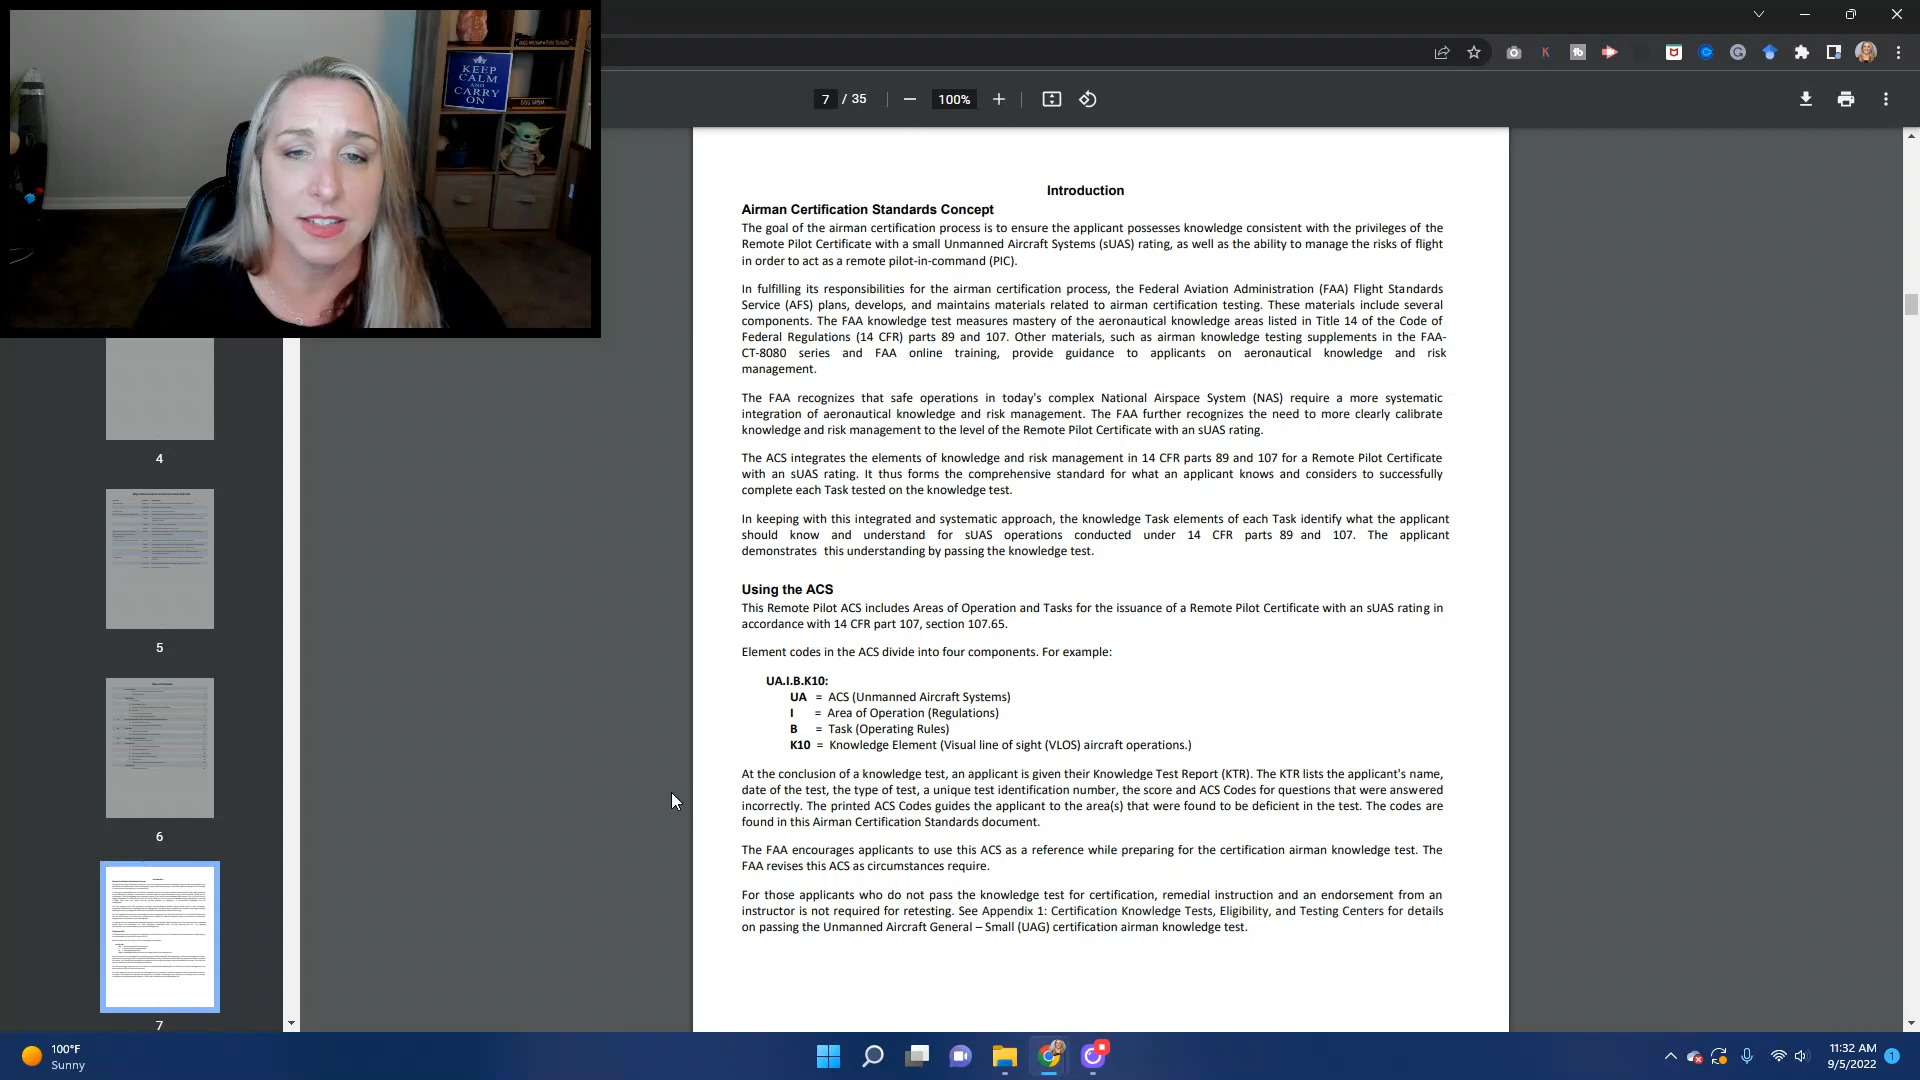 KEEP
CALM
AND
CARRY
ON
7 / 35
100%
4
5
6
7
Introduction
Airman Certification Standards Concept
The goal of the airman certification process is to ensure the applicant possesses knowledge consistent with the privileges of the
Remote Pilot Certificate with a small Unmanned Aircraft Systems (sUAS) rating, as well as the ability to manage the risks of flight
in order to act as a remote pilot-in-command (PIC).
In fulfilling its responsibilities for the airman certification process, the Federal Aviation Administration (FAA) Flight Standards
Service (AFS) plans, develops, and maintains materials related to airman certification testing. These materials include several
components. The FAA knowledge test measures mastery of the aeronautical knowledge areas listed in Title 14 of the Code of
Federal Regulations (14 CFR) parts 89 and 107. Other materials, such as airman knowledge testing supplements in the FAA-
CT-8080 series and FAA online training, provide guidance to applicants on aeronautical knowledge and risk
management.
The FAA recognizes that safe operations in today's complex National Airspace System (NAS) require a more systematic
integration of aeronautical knowledge and risk management. The FAA further recognizes the need to more clearly calibrate
knowledge and risk management to the level of the Remote Pilot Certificate with an sUAS rating.
The ACS integrates the elements of knowledge and risk management in 14 CFR parts 89 and 107 for a Remote Pilot Certificate
with an sUAS rating. It thus forms the comprehensive standard for what an applicant knows and considers to successfully
complete each Task tested on the knowledge test.
In keeping with this integrated and systematic approach, the knowledge Task elements of each Task identify what the applicant
should know and understand for sUAS operations conducted under 14 CFR parts 89 and 107. The applicant
demonstrates this understanding by passing the knowledge test.
Using the ACS
This Remote Pilot ACS includes Areas of Operation and Tasks for the issuance of a Remote Pilot Certificate with an sUAS rating in
accordance with 14 CFR part 107, section 107.65.
Element codes in the ACS divide into four components. For example:
UA.I.B.K10:
UA = ACS (Unmanned Aircraft Systems)
I = Area of Operation (Regulations)
B = Task (Operating Rules)
K10 = Knowledge Element (Visual line of sight (VLOS) aircraft operations.)
At the conclusion of a knowledge test, an applicant is given their Knowledge Test Report (KTR). The KTR lists the applicant's name,
date of the test, the type of test, a unique test identification number, the score and ACS Codes for questions that were answered
incorrectly. The printed ACS Codes guides the applicant to the area(s) that were found to be deficient in the test. The codes are
found in this Airman Certification Standards document.
The FAA encourages applicants to use this ACS as a reference while preparing for the certification airman knowledge test. The
FAA revises this ACS as circumstances require.
For those applicants who do not pass the knowledge test for certification, remedial instruction and an endorsement from an
instructor is not required for retesting. See Appendix 1: Certification Knowledge Tests, Eligibility, and Testing Centers for details
on passing the Unmanned Aircraft General – Small (UAG) certification airman knowledge test.
100°F
Sunny
11:32 AM
9/5/2022
1